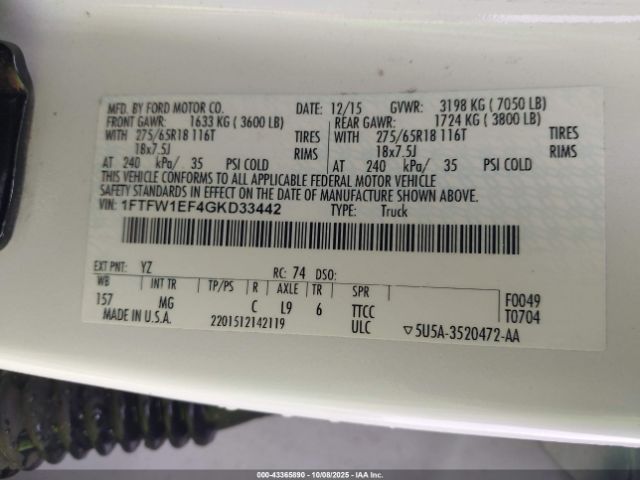 MFD. BY FORD MOTOR CO. DATE: 12/15 GVWR: 3198 KG ( 7050 LB)
FRONT GAWR: 1633 KG ( 3600 LB) REAR GAWR: 1724 KG ( 3800 LB)
WITH 275/65R18 116T TIRES WITH 275/65R18 116T TIRES
18x7.5J RIMS 18x7.5J RIMS
AT 240 kPa/ 35 PSI COLD AT 240 kPa/ 35 PSI COLD
THIS VEHICLE CONFORMS TO ALL APPLICABLE FEDERAL MOTOR VEHICLE
SAFETY STANDARDS IN EFFECT ON THE DATE OF MANUFACTURE SHOWN ABOVE.
VIN: 1FTFW1EF4GKD33442 TYPE: Truck
EXT PNT: YZ RC: 74 DSO:
WB INT TR TP/PS R AXLE TR SPR F0049
157 MG C L9 6 TTCC T0704
MADE IN U.S.A. 2201512142119 ULC ▽5U5A-3520472-AA
000-43365890 - 10/08/2025 - IAA Inc.